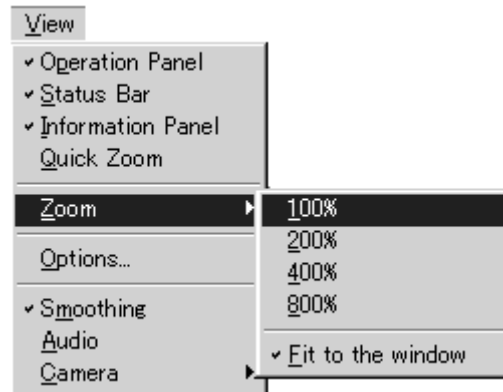 View
Operation Panel
Status Bar
Information Panel
Quick Zoom
Zoom
100%
200%
400%
800%
Fit to the window
Options...
Smoothing
Audio
Camera